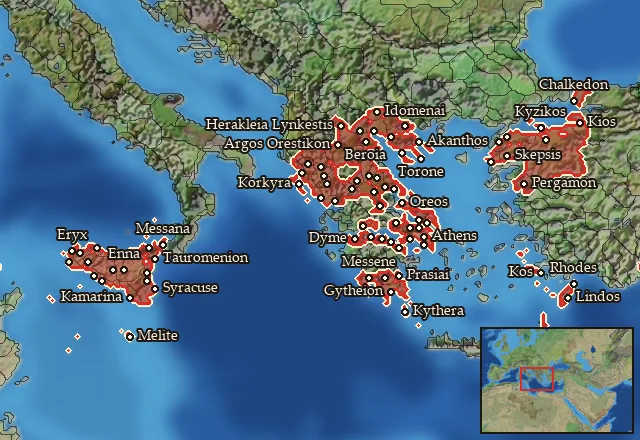 Chalkedon
Idomenai
Kyzikos
Kios
Herakleia Lynkestis
Argos Orestikon
Akanthos
Beroia
Skepsis
Torone
Korkyra
Pergamon
Oreos
Messana
Eryx
Dyme
Athens
Enna
Tauromenion
Messene
Prasiai
Kos
Rhodes
Gytheion
Syracuse
Kamarina
Lindos
Kythera
Melite